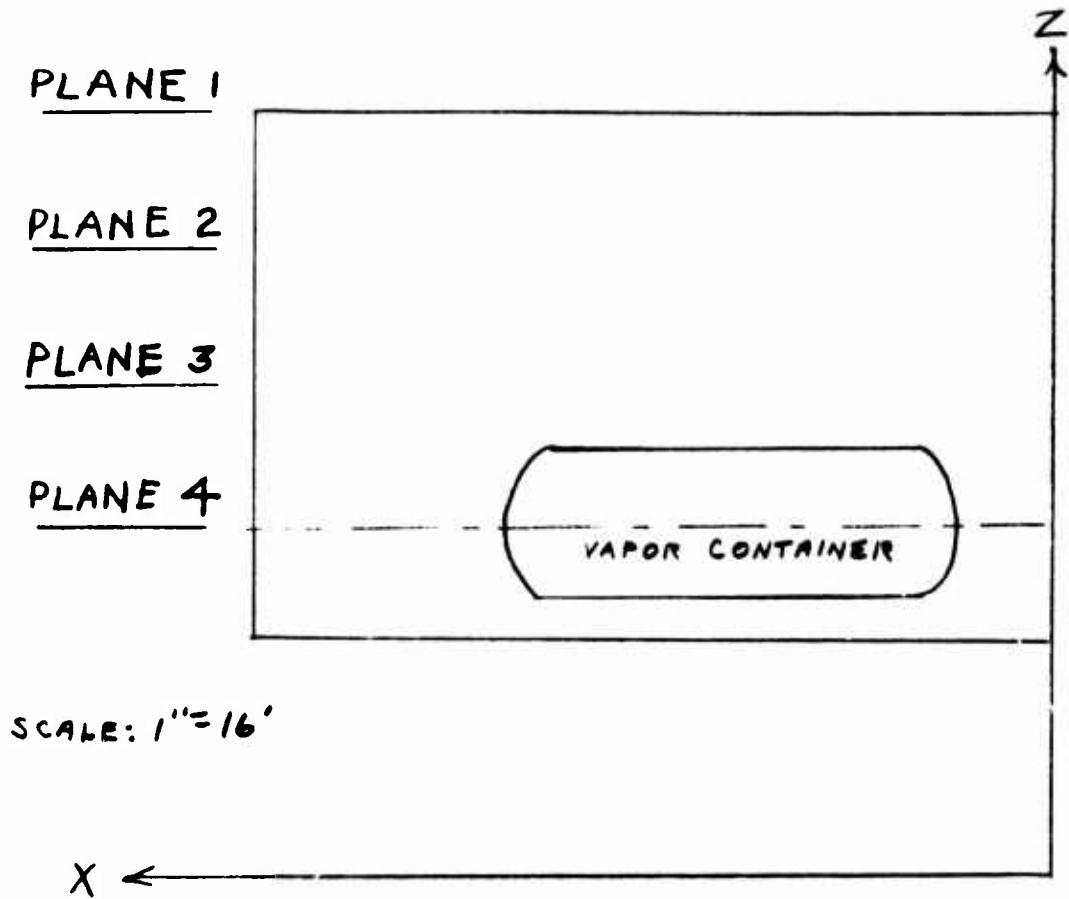 Z
PLANE 1
PLANE 2
PLANE 3
PLANE 4
VAPOR CONTAINER
SCALE: 1"=16'
X